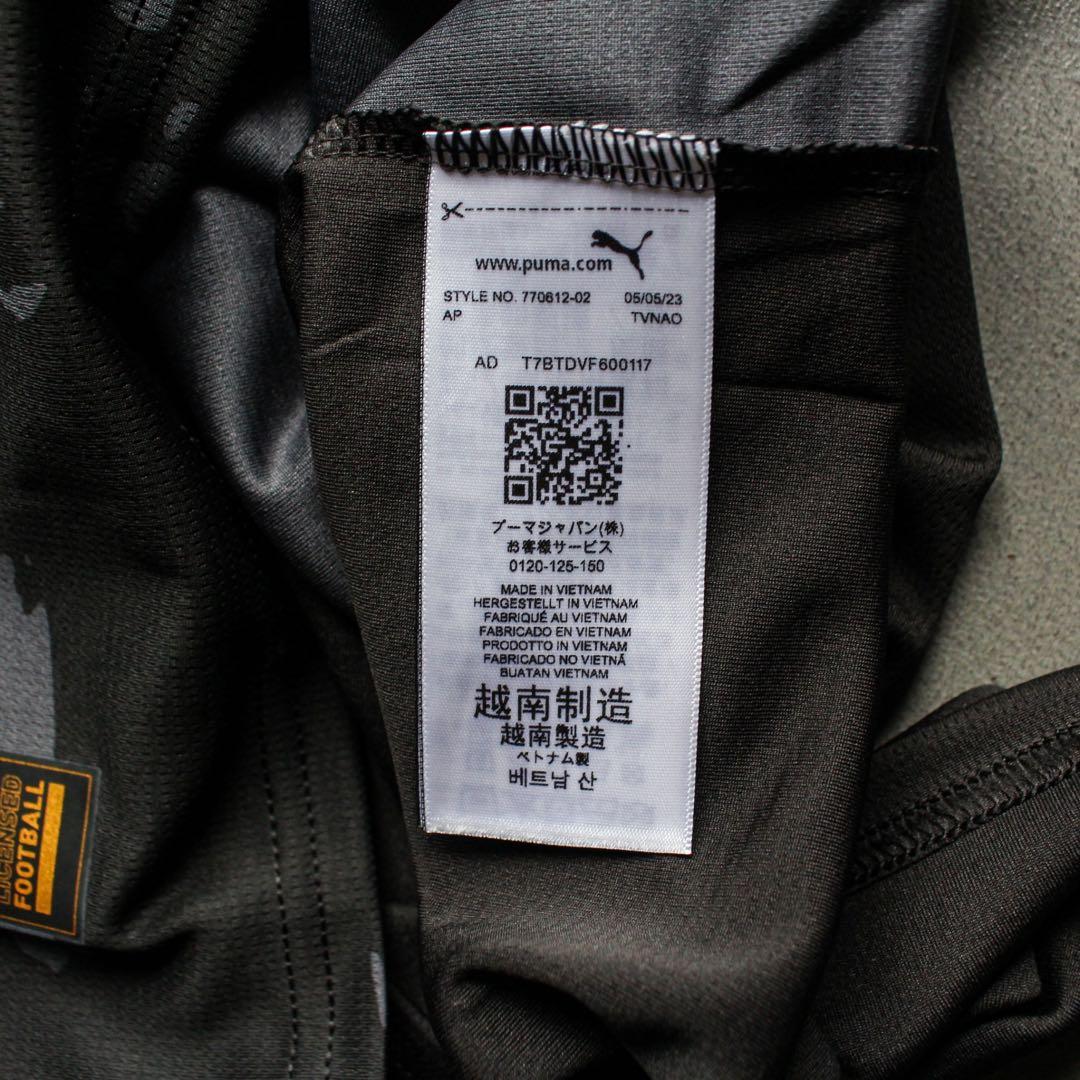 www.puma.com
STYLE NO. 770612-02 05/05/23
AP TVNAO
AD T7BTDVF600117
プーマジャパン(株)
お客様サービス
0120-125-150
MADE IN VIETNAM
HERGESTELLT IN VIETNAM
FABRIQUÉ AU VIETNAM
FABRICADO EN VIETNAM
PRODOTTO IN VIETNAM
FABRICADO NO VIETNÃ
BUATAN VIETNAM
越南制造
越南製造
ベトナム製
베트남 산
LICENSED
FOOTBALL